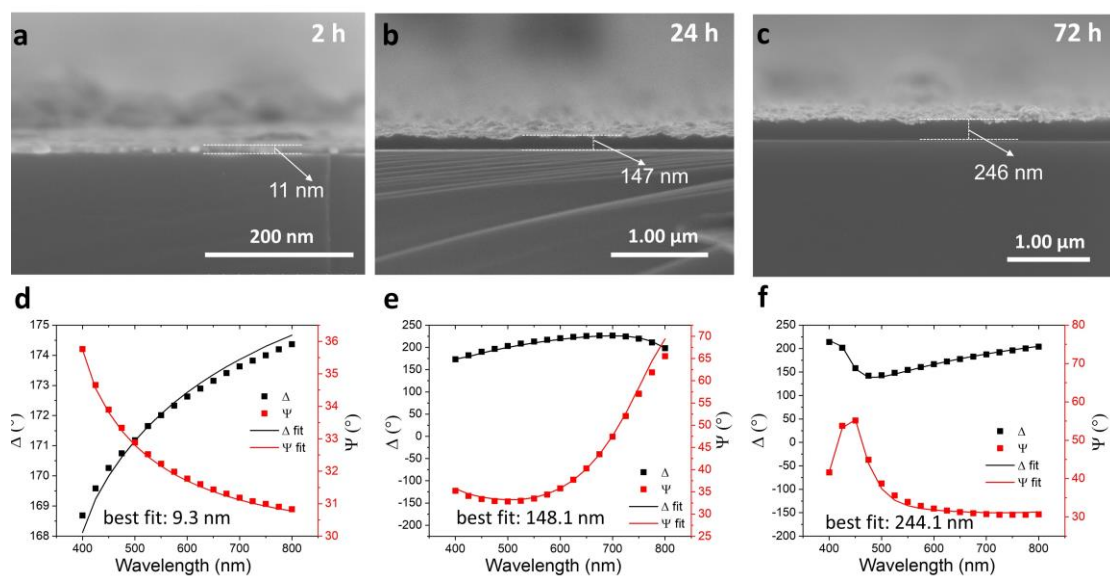 a
2 h
11 nm
200 nm
b
24 h
147 nm
1.00 µm
c
72 h
246 nm
1.00 µm
d
175
174
173
172
171
170
169
168
Δ (°)
36
35
34
33
32
31
30
Ψ (°)
Δ
Ψ
Δ fit
Ψ fit
best fit: 9.3 nm
400 500 600 700 800
Wavelength (nm)
e
250
200
150
100
50
0
-50
-100
-150
-200
Δ (°)
70
65
60
55
50
45
40
35
30
25
Ψ (°)
Δ
Ψ
Δ fit
Ψ fit
best fit: 148.1 nm
400 500 600 700 800
Wavelength (nm)
f
250
200
150
100
50
0
-50
-100
-150
-200
Δ (°)
80
70
60
50
40
30
Ψ (°)
Δ
Ψ
Δ fit
Ψ fit
best fit: 244.1 nm
400 500 600 700 800
Wavelength (nm)